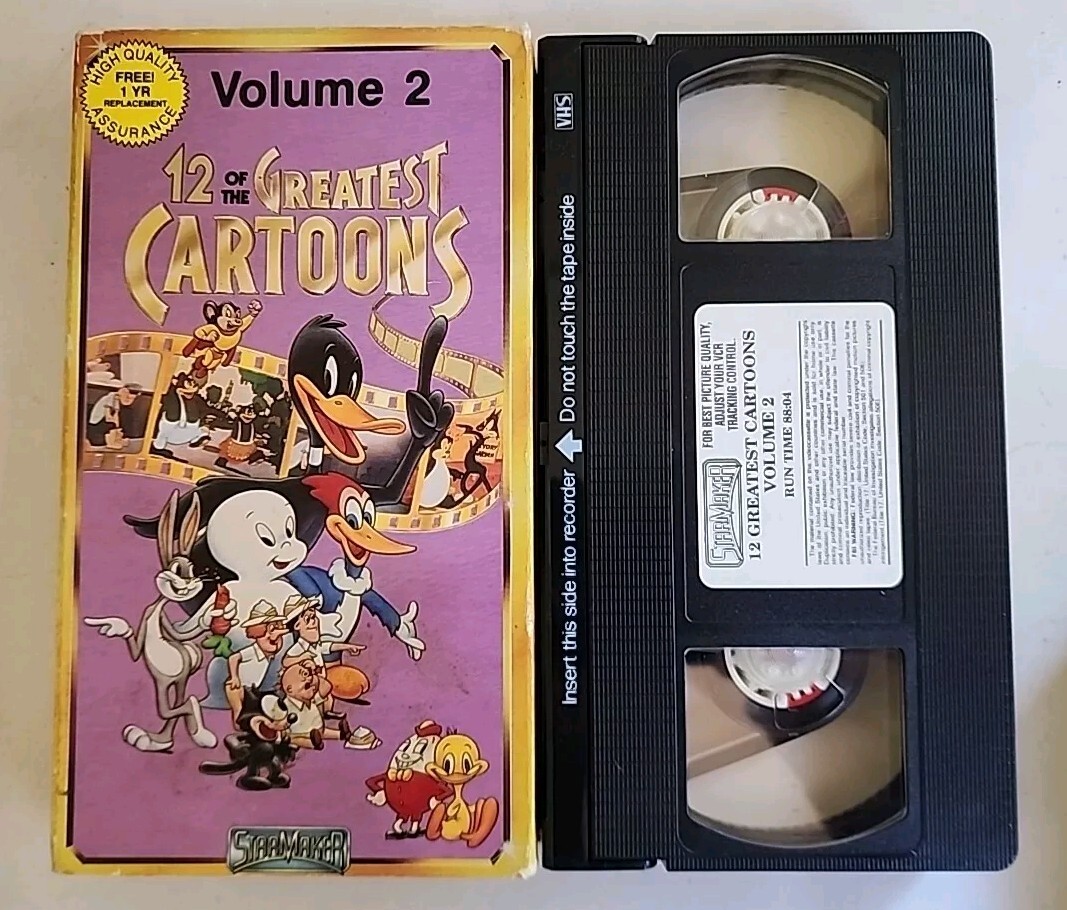 HIGH QUALITY
FREE!
1 YR
REPLACEMENT
ASSURANCE
Volume 2
12 OF THE GREATEST
CARTOONS
STARMAKER
VHS
Insert this side into recorder Do not touch the tape inside
FOR BEST PICTURE QUALITY,
ADJUST YOUR VCR
TRACKING CONTROL.
STARMAKER
12 GREATEST CARTOONS
VOLUME 2
RUN TIME 88:04